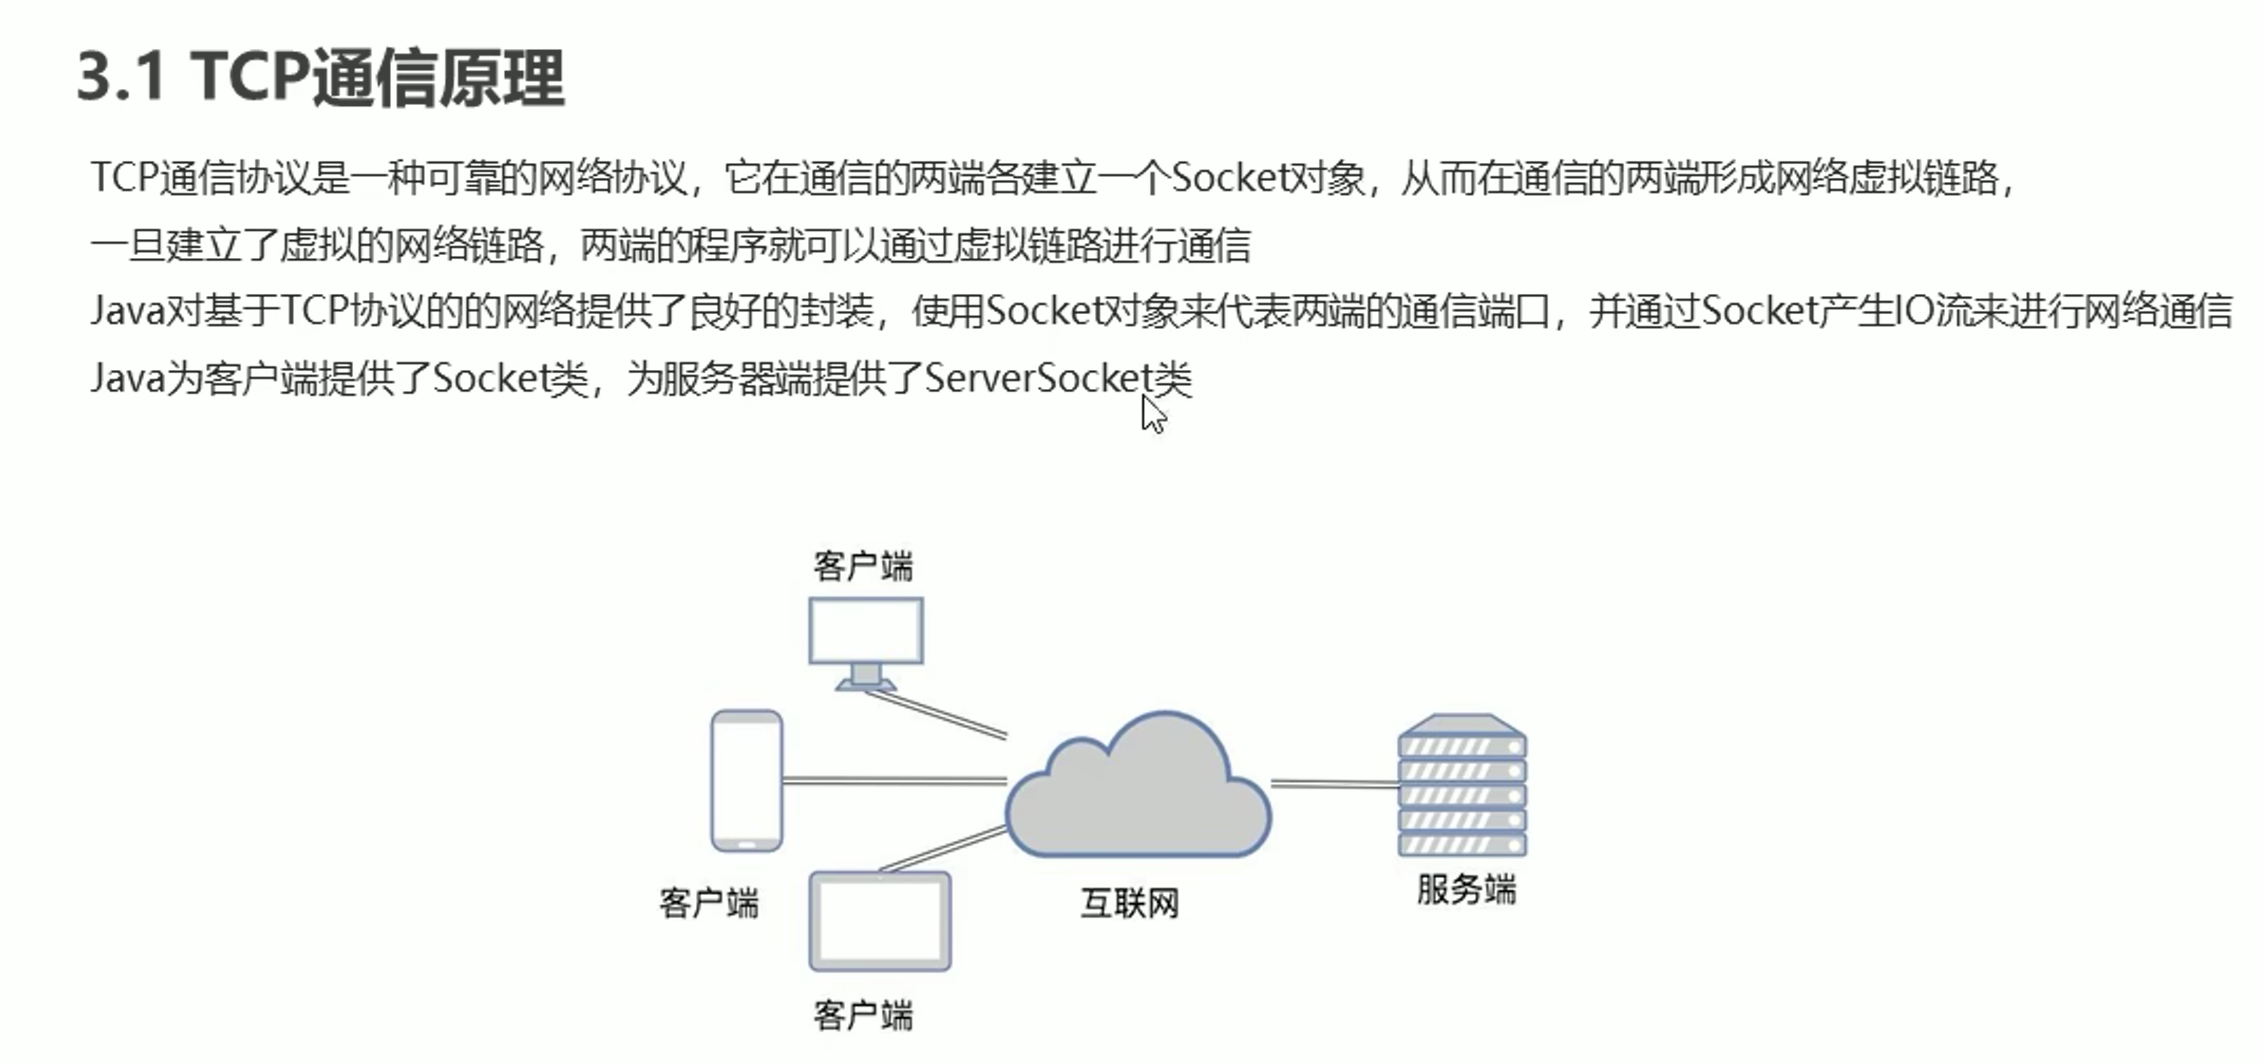 3.1 TCP通信原理
TCP通信协议是一种可靠的网络协议，它在通信的两端各建立一个Socket对象，从而在通信的两端形成网络虚拟链路，
一旦建立了虚拟的网络链路，两端的程序就可以通过虚拟链路进行通信
Java对基于TCP协议的的网络提供了良好的封装，使用Socket对象来代表两端的通信端口，并通过Socket产生IO流来进行网络通信
Java为客户端提供了Socket类，为服务器端提供了ServerSocket类
客户端
客户端
互联网
服务端
客户端